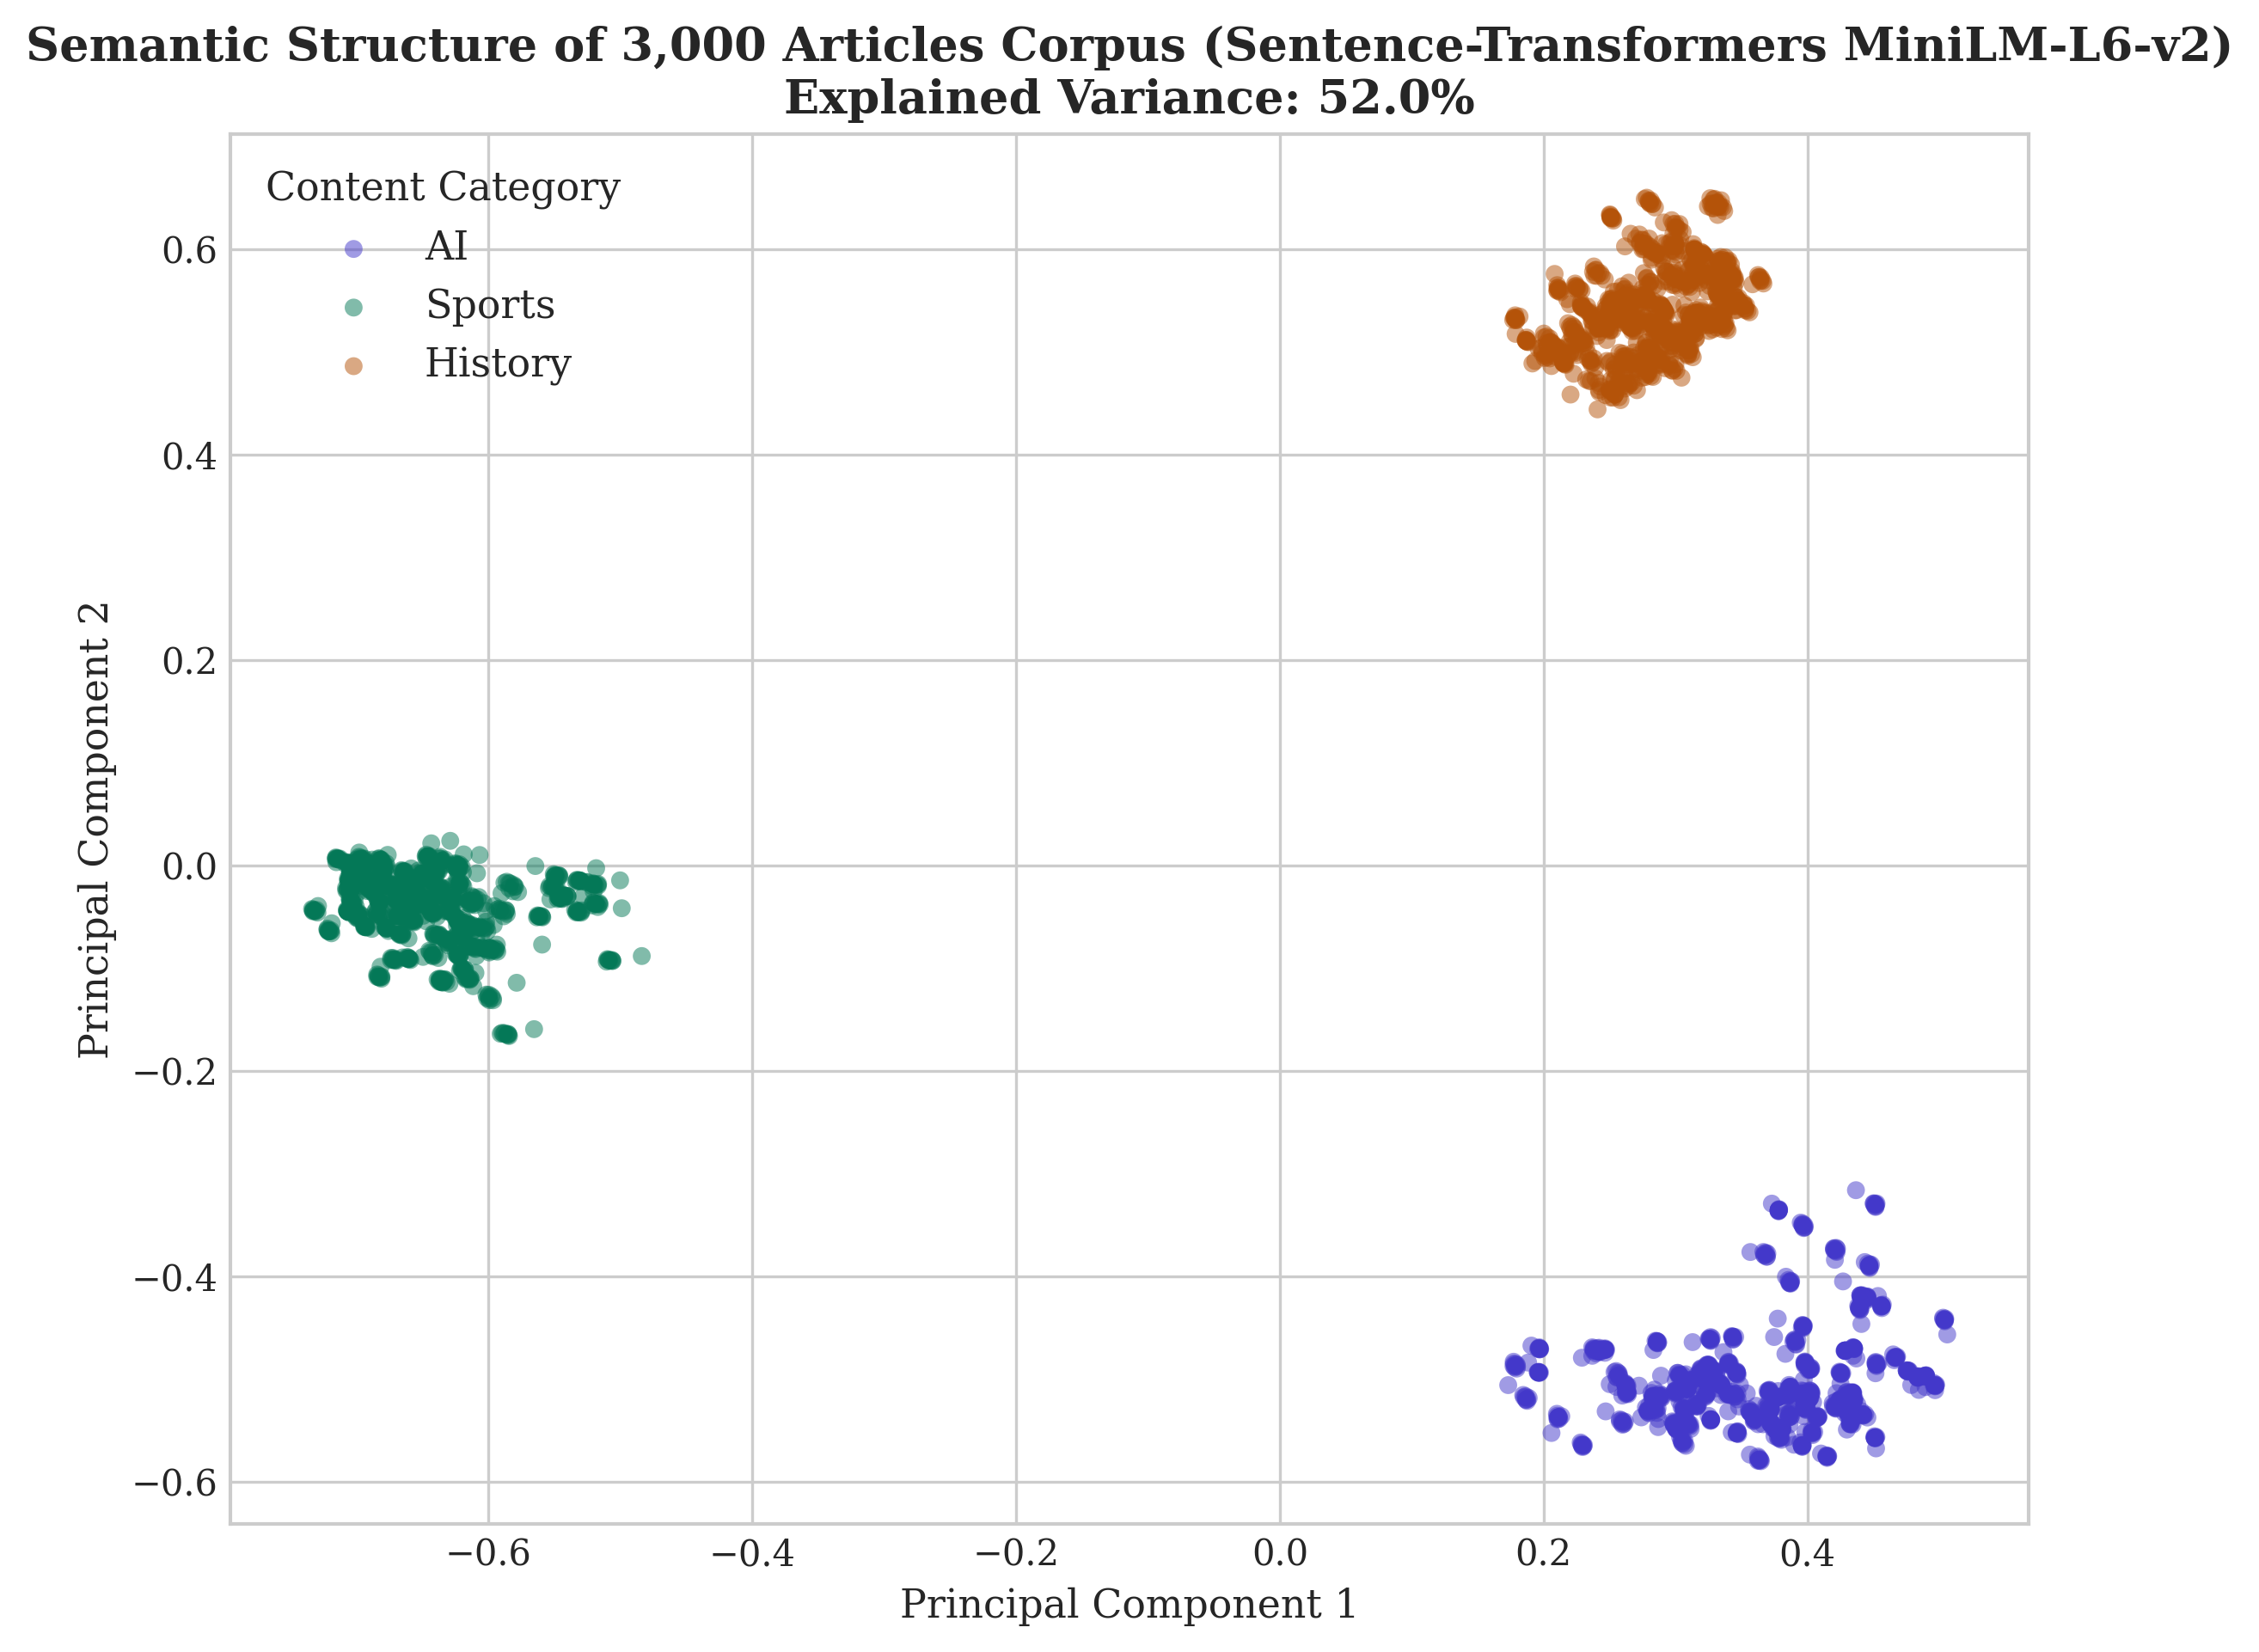 Semantic Structure of 3,000 Articles Corpus (Sentence-Transformers MiniLM-L6-v2)
Explained Variance: 52.0%
Content Category
AI
Sports
History
0.6
0.4
0.2
0.0
−0.2
−0.4
−0.6
Principal Component 2
−0.6
−0.4
−0.2
0.0
0.2
0.4
Principal Component 1